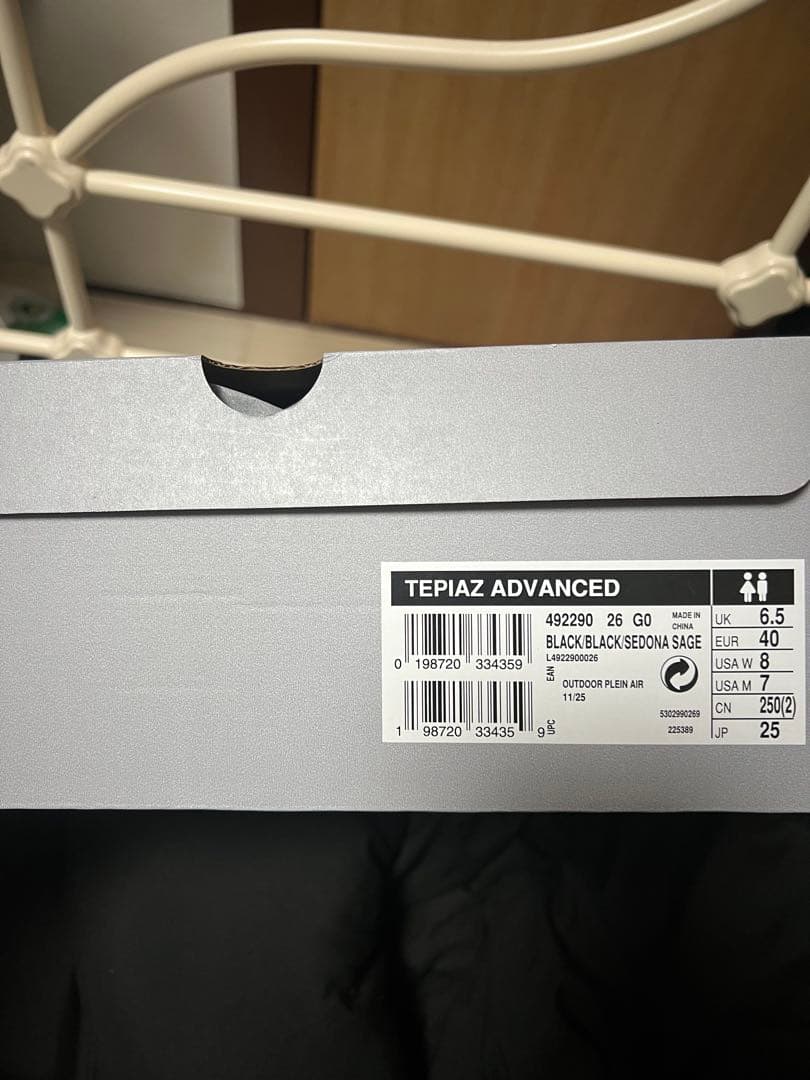 TEPIAZ ADVANCED
492290 26 G0 MADE IN
CHINA
BLACK/BLACK/SEDONA SAGE
L4922900026
0 198720 334359
EAN
OUTDOOR PLEIN AIR
11/25
5302990269
225389
1 98720 33435 9
UPC
UK 6.5
EUR 40
USA W 8
USA M 7
CN 250(2)
JP 25